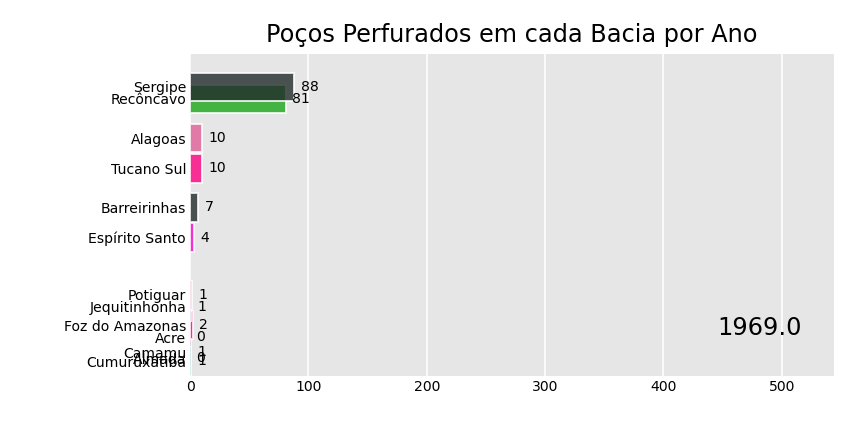 Poços Perfurados em cada Bacia por Ano
Sergipe 88
Recôncavo 81
Alagoas 10
Tucano Sul 10
Barreirinhas 7
Espírito Santo 4
Potiguar 1
Jequitinhonha 1
Foz do Amazonas 2
Acre 0
1969.0
Camamu 1
Cumuruxatiba 1
0 100 200 300 400 500